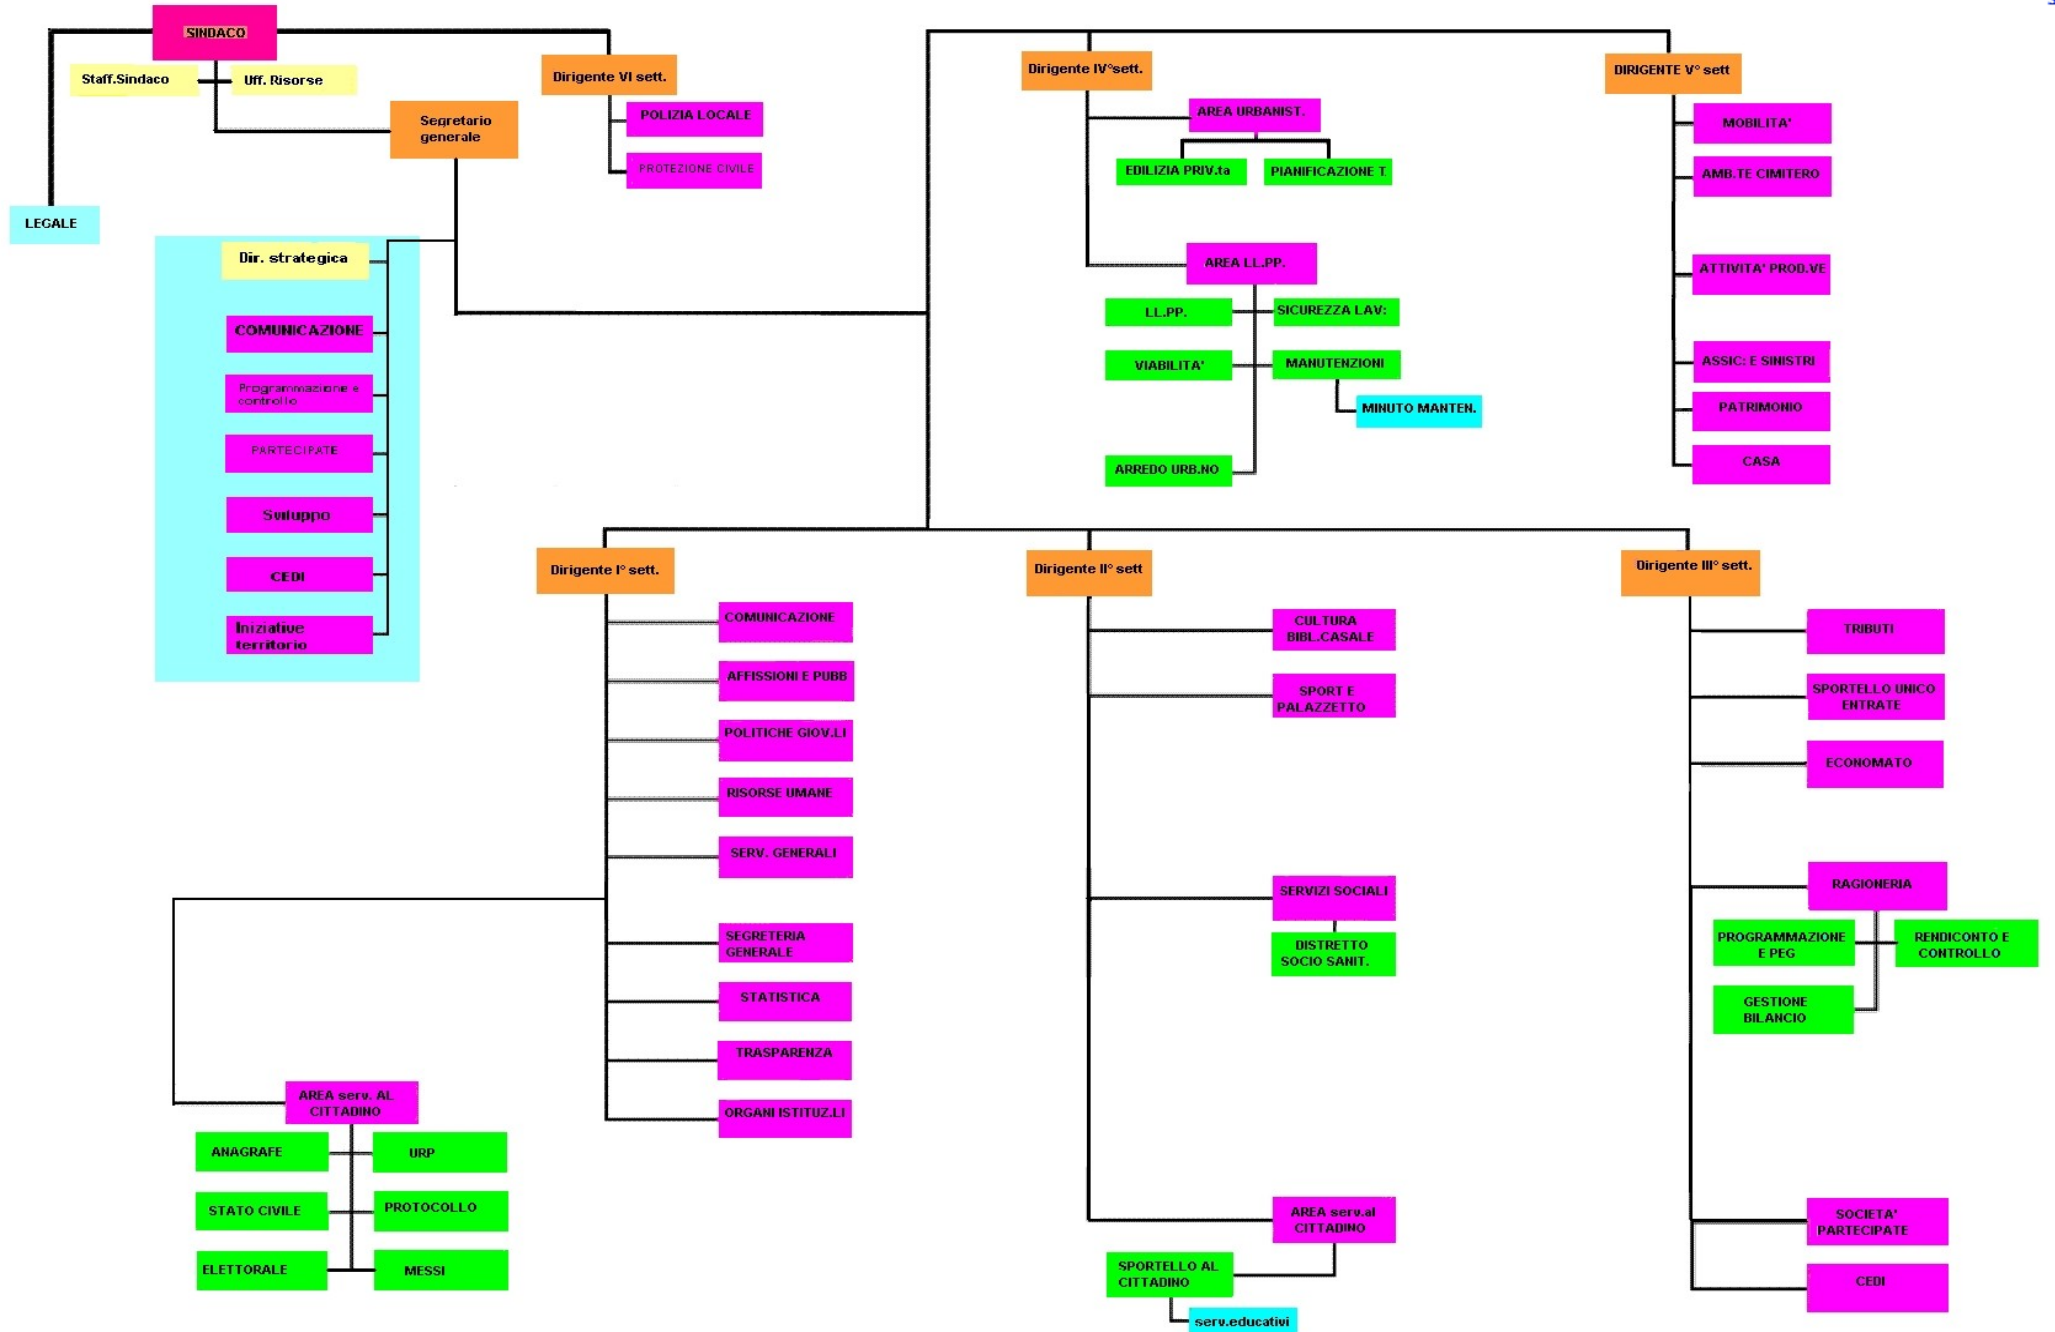 SINDACO
Staff.Sindaco
Uff. Risorse
Segretario
generale
LEGALE
Dirigente VI sett.
POLIZIA LOCALE
PROTEZIONE CIVILE
Dir. strategica
COMUNICAZIONE
Programmazione e
controllo
PARTECIPATE
Sviluppo
CEDI
Iniziative
territorio
Dirigente IV°sett.
AREA URBANIST.
EDILIZIA PRIV.ta
PIANIFICAZIONE T.
AREA LL.PP.
LL.PP.
SICUREZZA LAV:
VIABILITA'
MANUTENZIONI
MINUTO MANTEN.
ARREDO URB.NO
DIRIGENTE V° sett
MOBILITA'
AMB.TE CIMITERO
ATTIVITA' PROD.VE
ASSIC: E SINISTRI
PATRIMONIO
CASA
Dirigente I° sett.
COMUNICAZIONE
AFFISSIONI E PUBB
POLITICHE GIOV.LI
RISORSE UMANE
SERV. GENERALI
SEGRETERIA
GENERALE
STATISTICA
TRASPARENZA
ORGANI ISTITUZ.LI
AREA serv. AL
CITTADINO
ANAGRAFE
URP
STATO CIVILE
PROTOCOLLO
ELETTORALE
MESSI
Dirigente II° sett
CULTURA
BIBL.CASALE
SPORT E
PALAZZETTO
SERVIZI SOCIALI
DISTRETTO
SOCIO SANIT.
AREA serv.al
CITTADINO
SPORTELLO AL
CITTADINO
serv.educativi
Dirigente III° sett.
TRIBUTI
SPORTELLO UNICO
ENTRATE
ECONOMATO
RAGIONERIA
PROGRAMMAZIONE
E PEG
RENDICONTO E
CONTROLLO
GESTIONE
BILANCIO
SOCIETA'
PARTECIPATE
CEDI